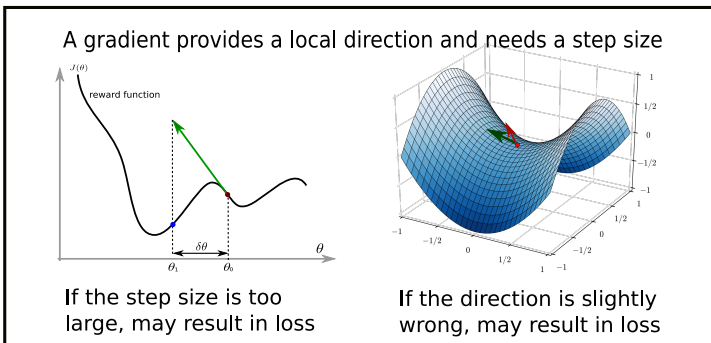 A gradient provides a local direction and needs a step size
J(θ)
reward function
δθ
θ
θ₁
θ₀
If the step size is too
large, may result in loss
1
1/2
0
−1/2
−1
−1
−1/2
0
1/2
1
−1
−1/2
0
1/2
1
If the direction is slightly
wrong, may result in loss